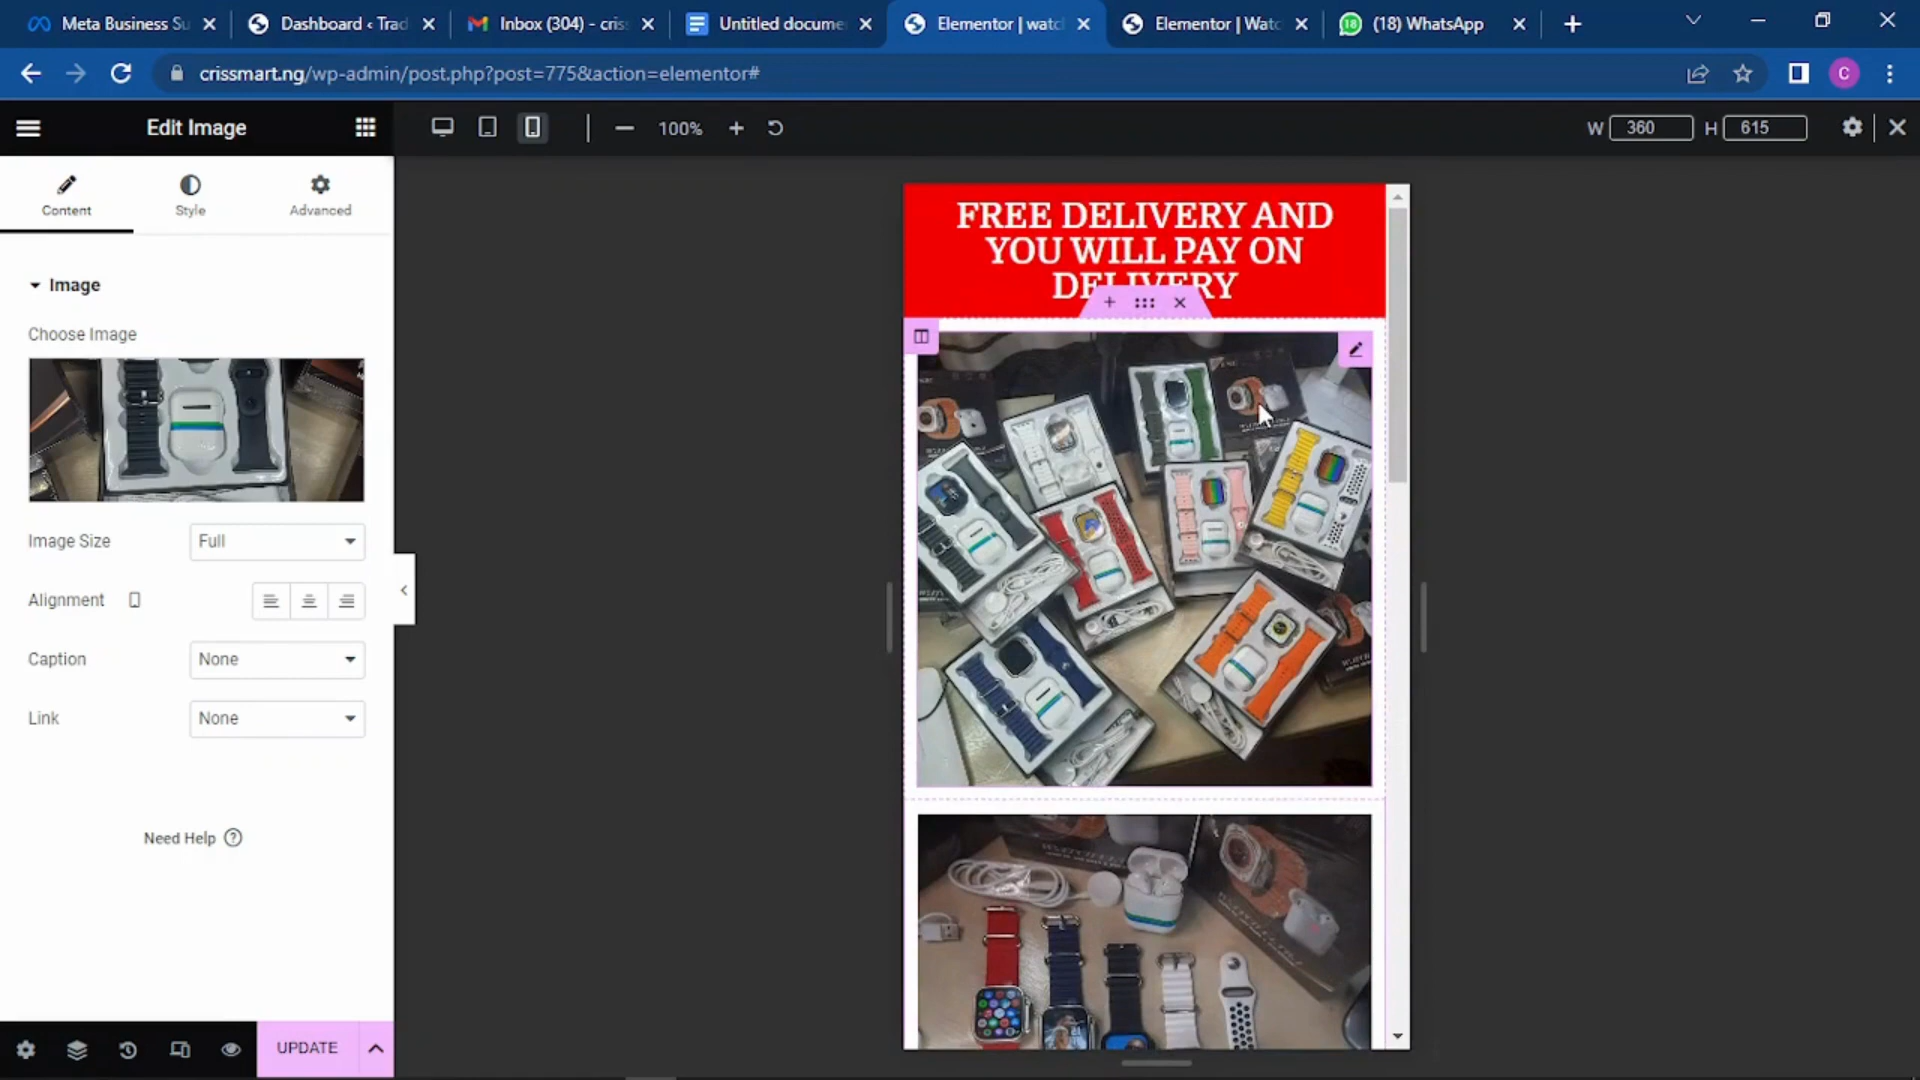 Meta Business Su
Dashboard ‹ Trad
Inbox (304) - cris
Untitled docume
Elementor | watc
Elementor | Watc
18
(18) WhatsApp
crissmart.ng/wp-admin/post.php?post=775&action=elementor#
C
Edit Image
100%
W 360 H 615
Content
Style
Advanced
Image
Choose Image
Image Size
Full
Alignment
Caption
None
Link
None
Need Help ?
UPDATE
FREE DELIVERY AND
YOU WILL PAY ON
DELIVERY